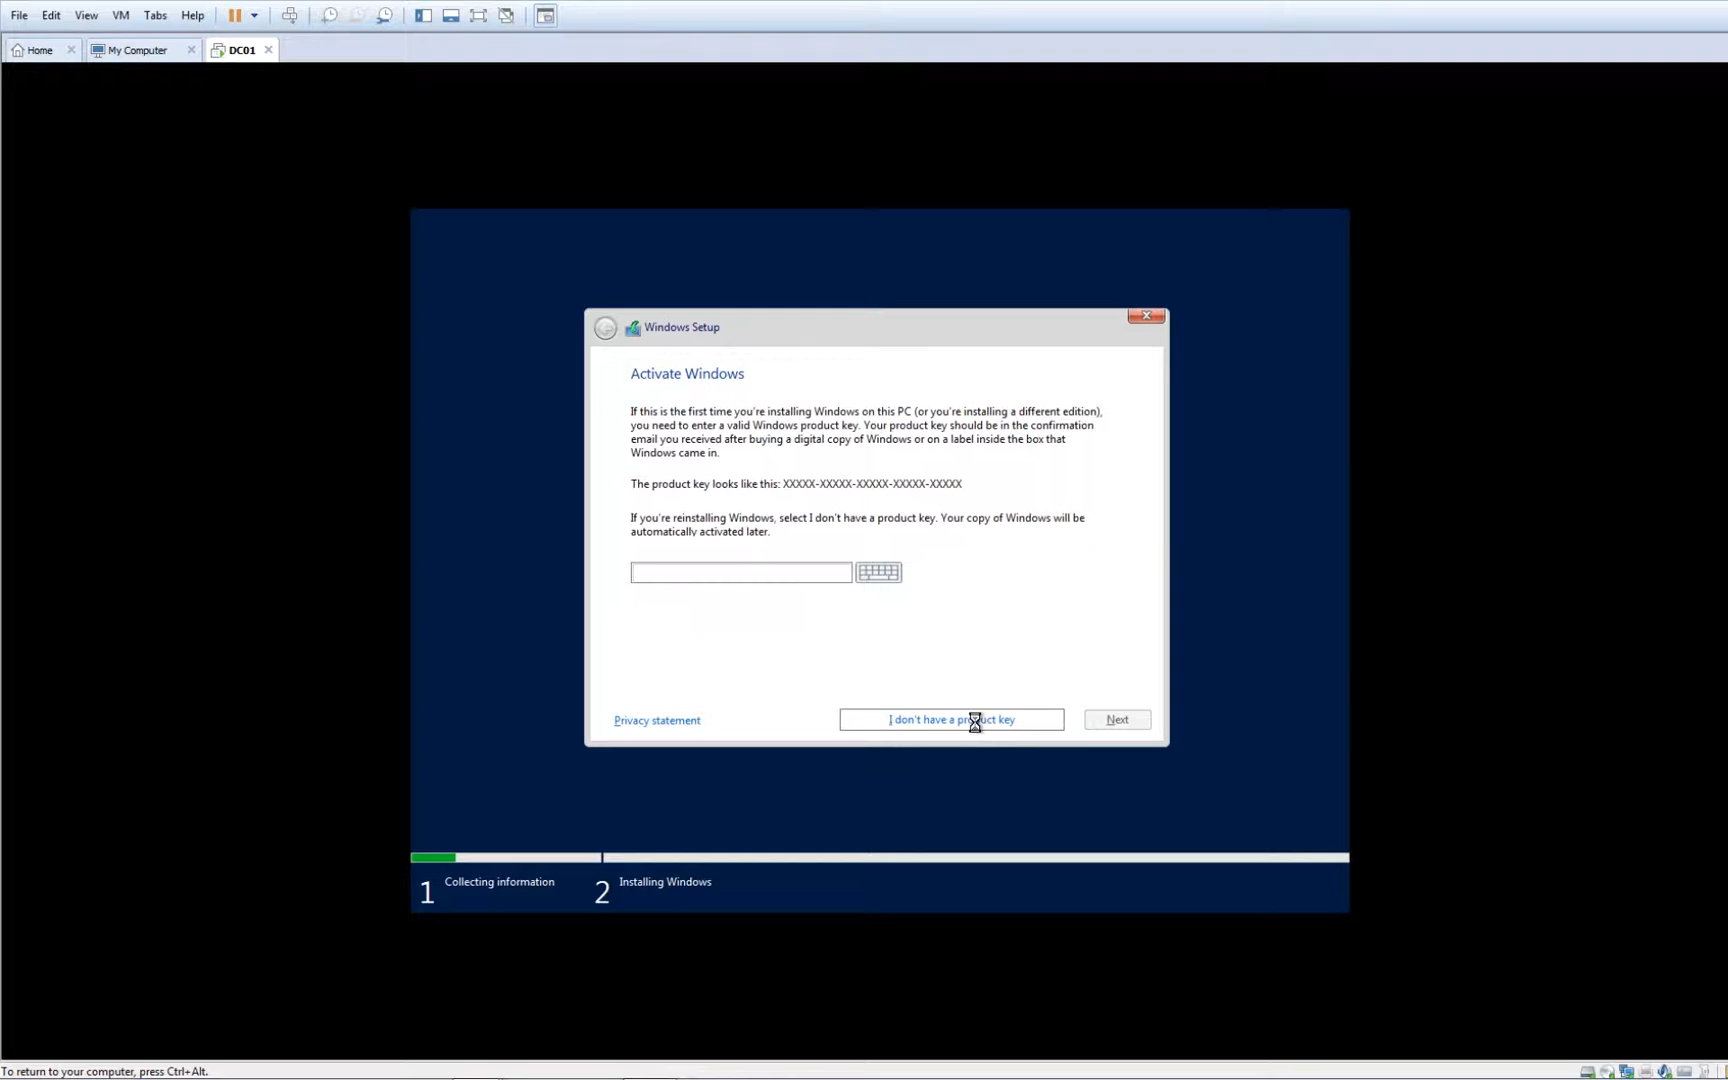 File Edit View VM Tabs Help
Home My Computer DC01
Windows Setup
Activate Windows
If this is the first time you're installing Windows on this PC (or you're installing a different edition),
you need to enter a valid Windows product key. Your product key should be in the confirmation
email you received after buying a digital copy of Windows or on a label inside the box that
Windows came in.
The product key looks like this: XXXXX-XXXXX-XXXXX-XXXXX-XXXXX
If you're reinstalling Windows, select I don't have a product key. Your copy of Windows will be
automatically activated later.
Privacy statement I don't have a product key Next
1 Collecting information 2 Installing Windows
To return to your computer, press Ctrl+Alt.